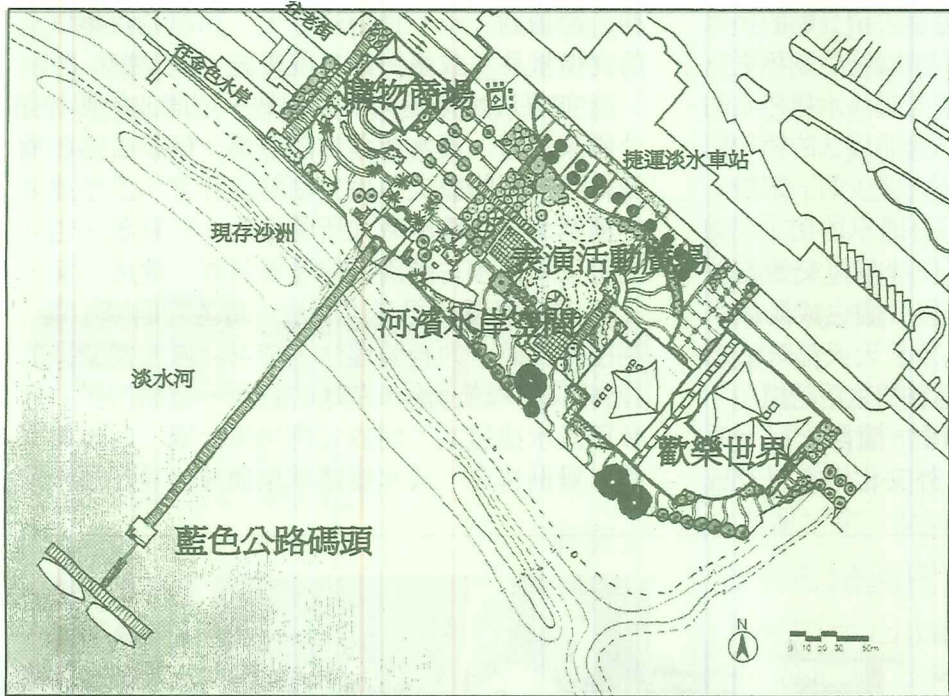 往老街
往金色水岸
購物商場
捷運淡水車站
現存沙洲
表演活動廣場
河濱水岸空間
淡水河
歡樂世界
藍色公路碼頭
N
0 10 20 30 50m